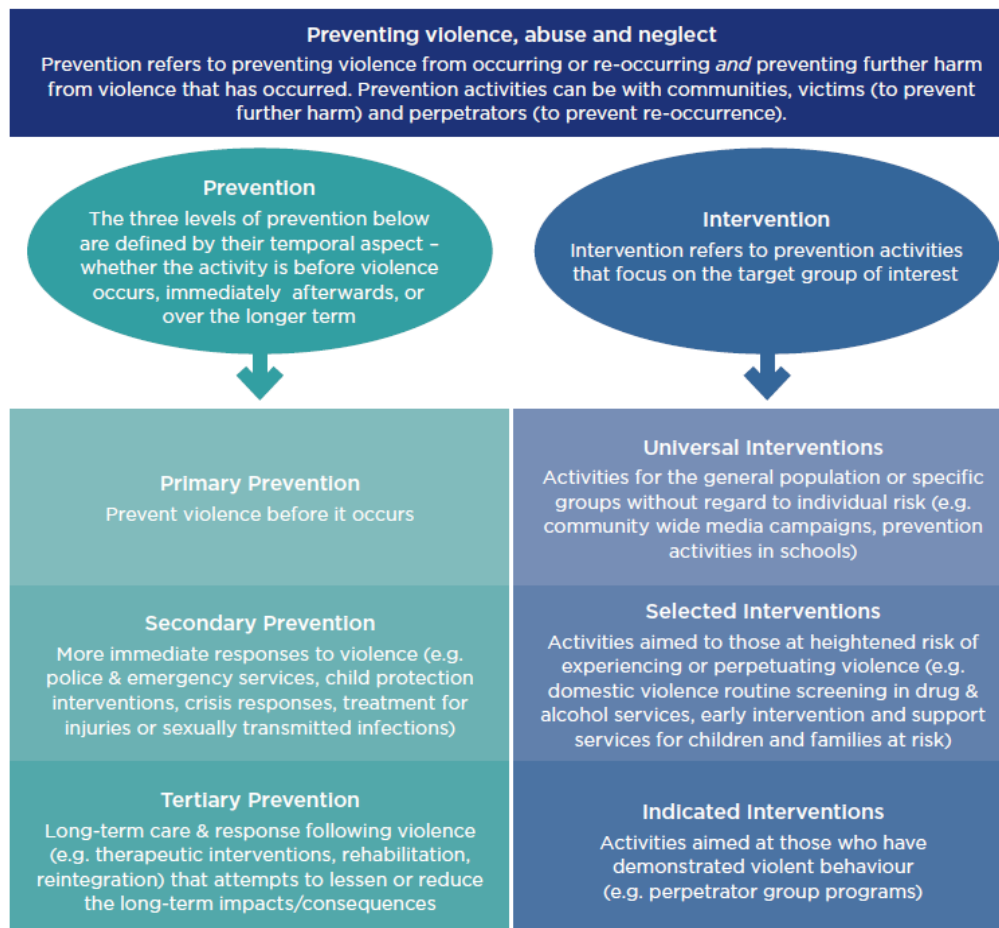 Preventing violence, abuse and neglect
Prevention refers to preventing violence from occurring or re-occurring and preventing further harm
from violence that has occurred. Prevention activities can be with communities, victims (to prevent
further harm) and perpetrators (to prevent re-occurrence).
Prevention
The three levels of prevention below
are defined by their temporal aspect –
whether the activity is before violence
occurs, immediately afterwards, or
over the longer term
Intervention
Intervention refers to prevention activities
that focus on the target group of interest
Primary Prevention
Prevent violence before it occurs
Universal Interventions
Activities for the general population or specific
groups without regard to individual risk (e.g.
community wide media campaigns, prevention
activities in schools)
Secondary Prevention
More immediate responses to violence (e.g.
police & emergency services, child protection
interventions, crisis responses, treatment for
injuries or sexually transmitted infections)
Selected Interventions
Activities aimed to those at heightened risk of
experiencing or perpetuating violence (e.g.
domestic violence routine screening in drug &
alcohol services, early intervention and support
services for children and families at risk)
Tertiary Prevention
Long-term care & response following violence
(e.g. therapeutic interventions, rehabilitation,
reintegration) that attempts to lessen or reduce
the long-term impacts/consequences
Indicated Interventions
Activities aimed at those who have
demonstrated violent behaviour
(e.g. perpetrator group programs)